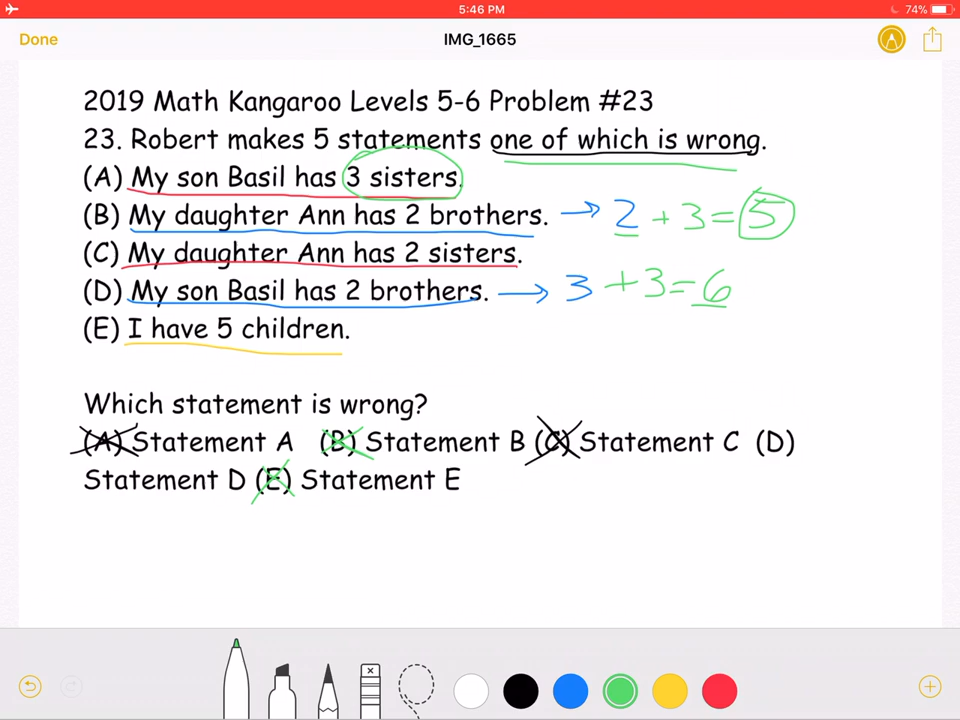 5:46 PM
74%
Done
IMG_1665
2019 Math Kangaroo Levels 5-6 Problem #23
23. Robert makes 5 statements one of which is wrong.
(A) My son Basil has 3 sisters.
(B) My daughter Ann has 2 brothers. → 2 + 3 = 5
(C) My daughter Ann has 2 sisters.
(D) My son Basil has 2 brothers. → 3 + 3 = 6
(E) I have 5 children.
Which statement is wrong?
(A) Statement A (B) Statement B (C) Statement C (D)
Statement D (E) Statement E